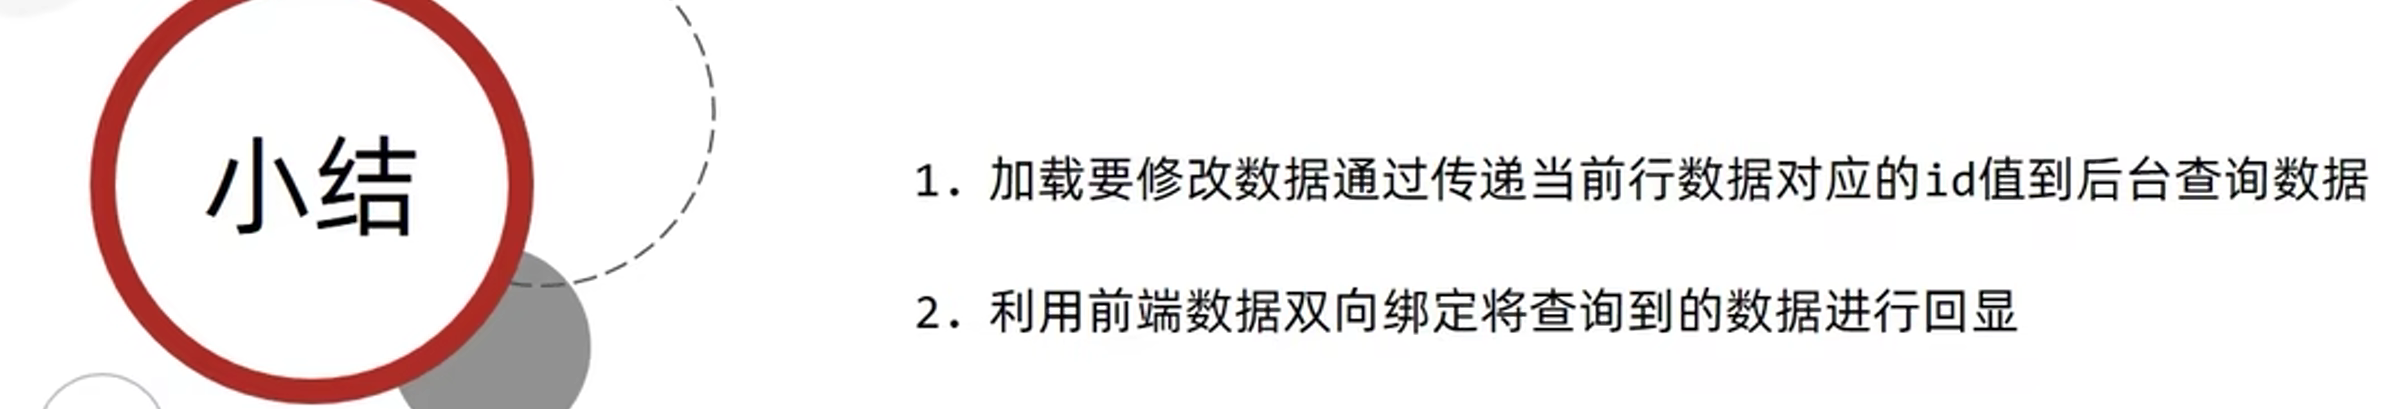 小结
1. 加载要修改数据通过传递当前行数据对应的id值到后台查询数据
2. 利用前端数据双向绑定将查询到的数据进行回显